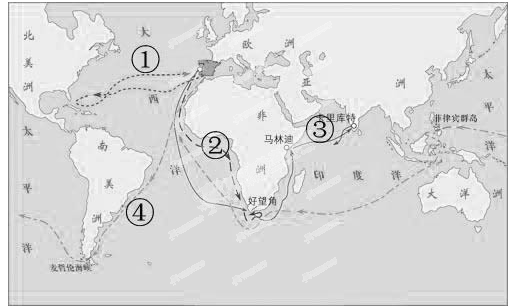 北美洲
大西洋
欧洲
亚洲
太平洋
①
非洲
②
③
卡里库特
马林迪
菲律宾群岛
太平洋
南美洲
④
印度洋
大洋洲
好望角
麦哲伦海峡